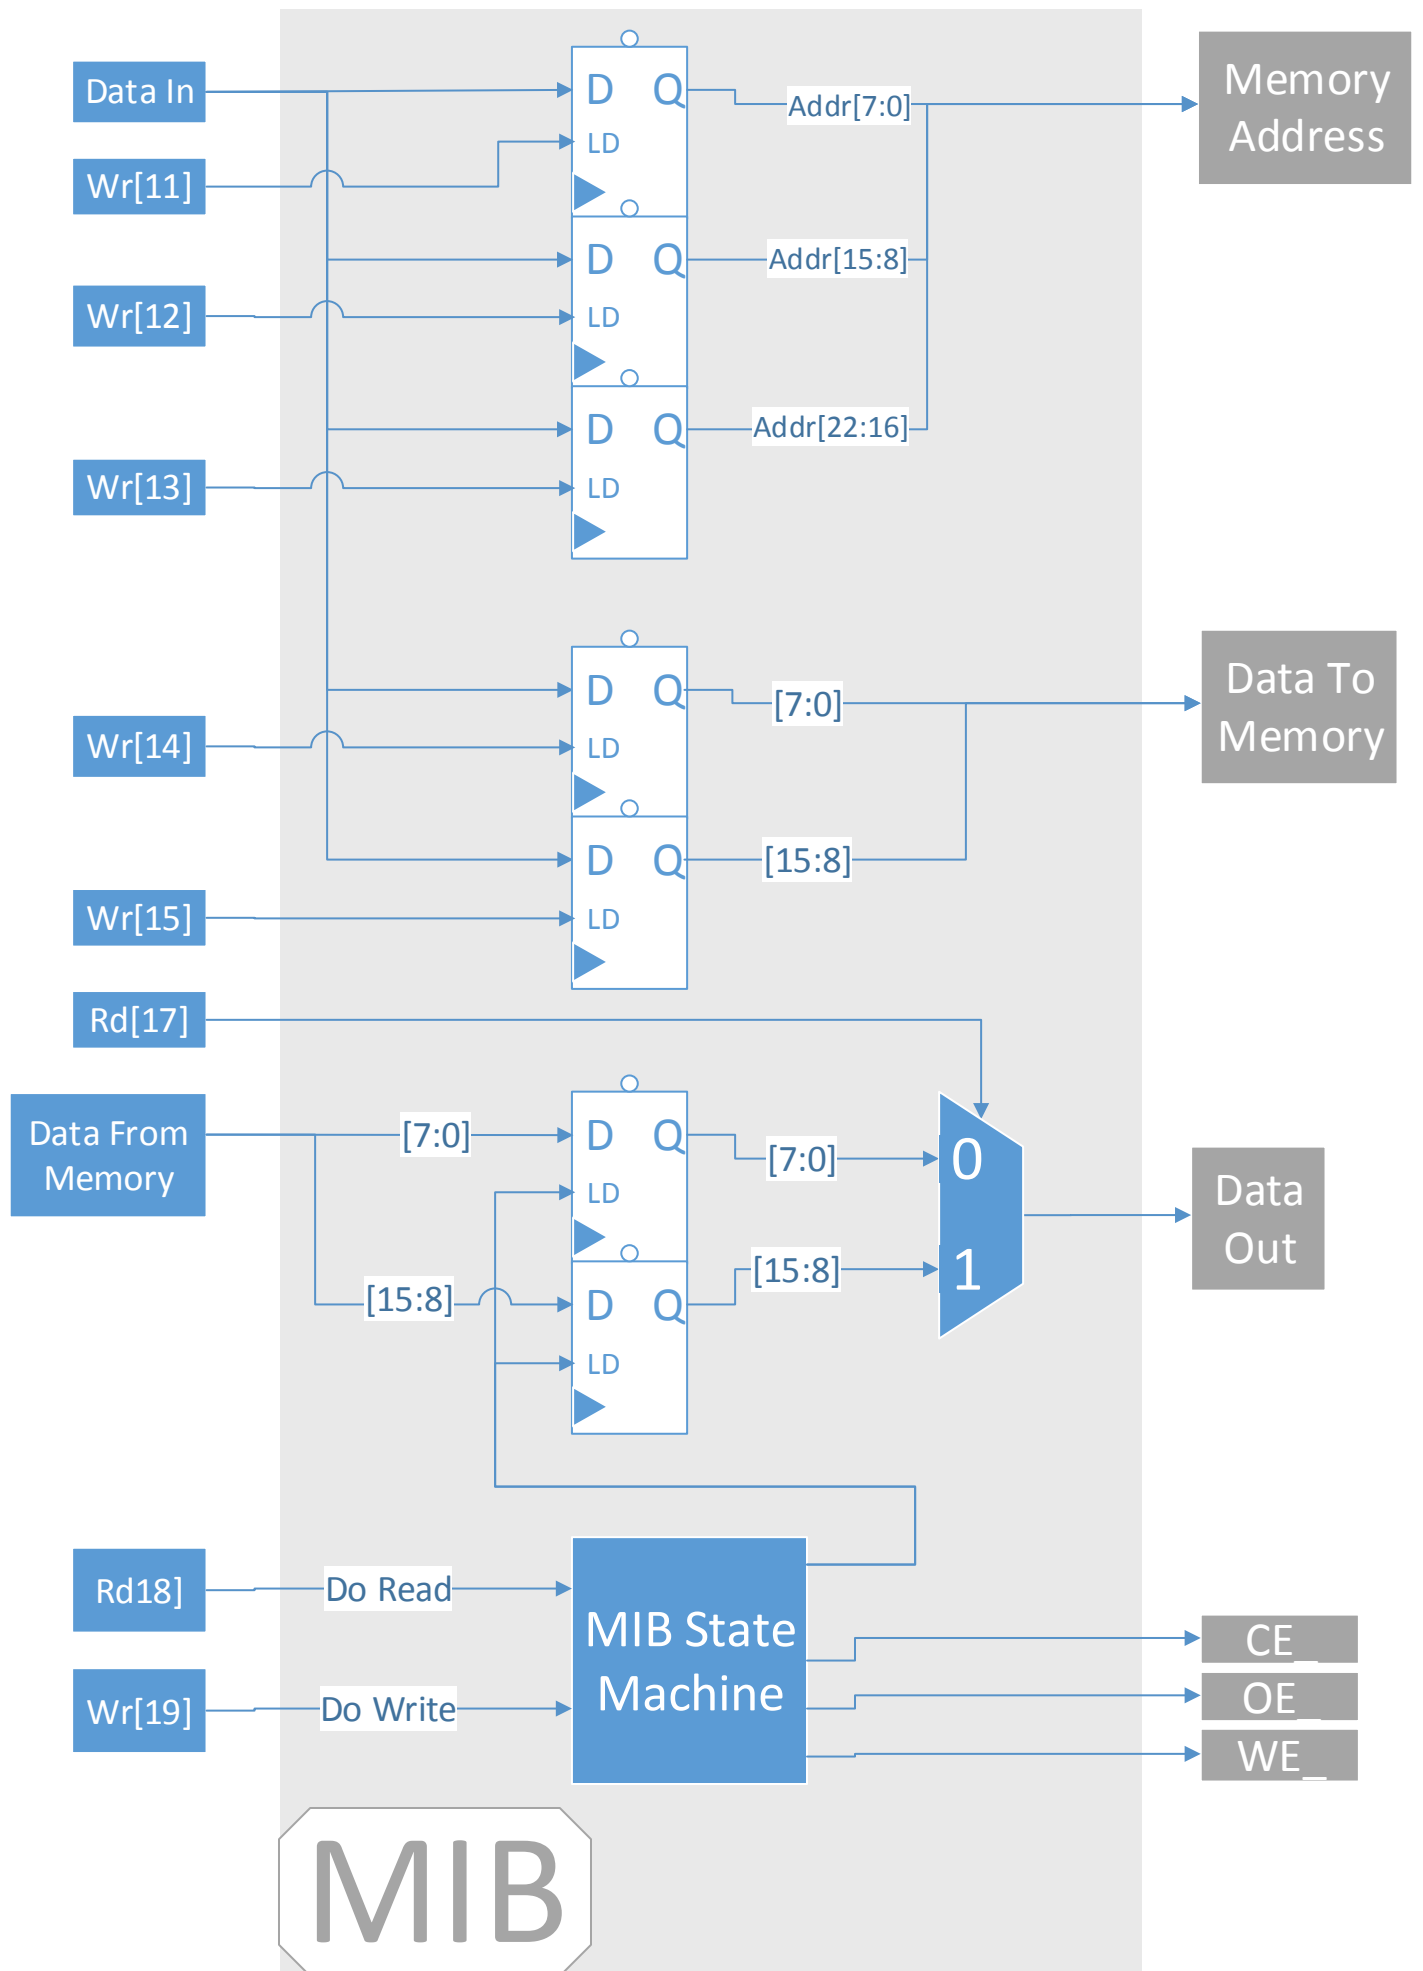 Data In
D Q
LD
Addr[7:0]
Memory
Address
Wr[11]
D Q
LD
Addr[15:8]
Wr[12]
D Q
LD
Addr[22:16]
Wr[13]
D Q
LD
[7:0]
Data To
Memory
Wr[14]
D Q
LD
[15:8]
Wr[15]
Rd[17]
Data From
Memory
[7:0]
D Q
LD
[7:0]
0
[15:8]
D Q
LD
[15:8]
1
Data
Out
Rd18]
Do Read
MIB State
Machine
Wr[19]
Do Write
CE_
OE_
WE_
MIB